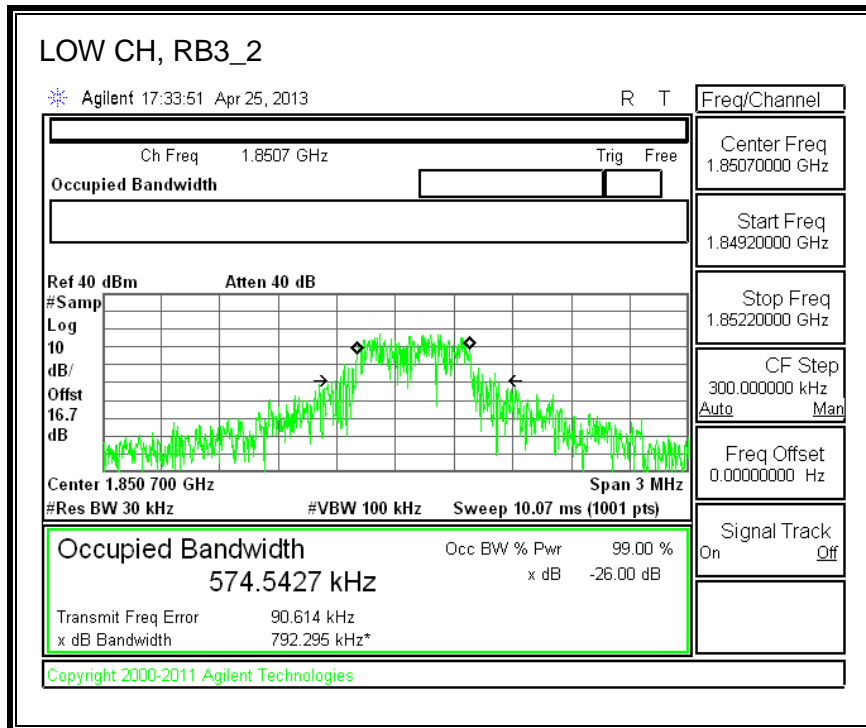 LOW CH, RB3_2
Agilent 17:33:51 Apr 25, 2013 R T
Freq/Channel
Ch Freq 1.8507 GHz Trig Free
Occupied Bandwidth
Center Freq
1.85070000 GHz
Start Freq
1.84920000 GHz
Stop Freq
1.85220000 GHz
CF Step
300.000000 kHz
Auto Man
Freq Offset
0.00000000 Hz
Signal Track
On Off
Ref 40 dBm Atten 40 dB
#Samp
Log
10
dB/
Offst
16.7
dB
Center 1.850 700 GHz Span 3 MHz
#Res BW 30 kHz #VBW 100 kHz Sweep 10.07 ms (1001 pts)
Occupied Bandwidth Occ BW % Pwr 99.00 %
574.5427 kHz x dB -26.00 dB
Transmit Freq Error 90.614 kHz
x dB Bandwidth 792.295 kHz*
Copyright 2000-2011 Agilent Technologies